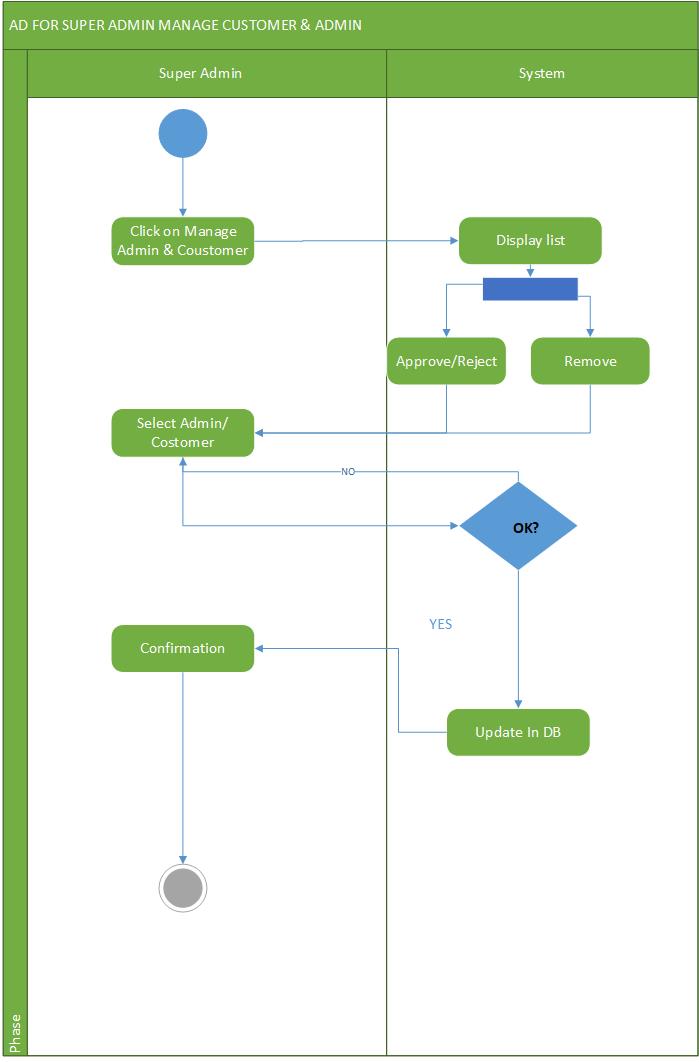 AD FOR SUPER ADMIN MANAGE CUSTOMER & ADMIN
Super Admin
System
Click on Manage
Admin & Coustomer
Display list
Approve/Reject
Remove
Select Admin/
Costomer
NO
OK?
YES
Confirmation
Update In DB
Phase